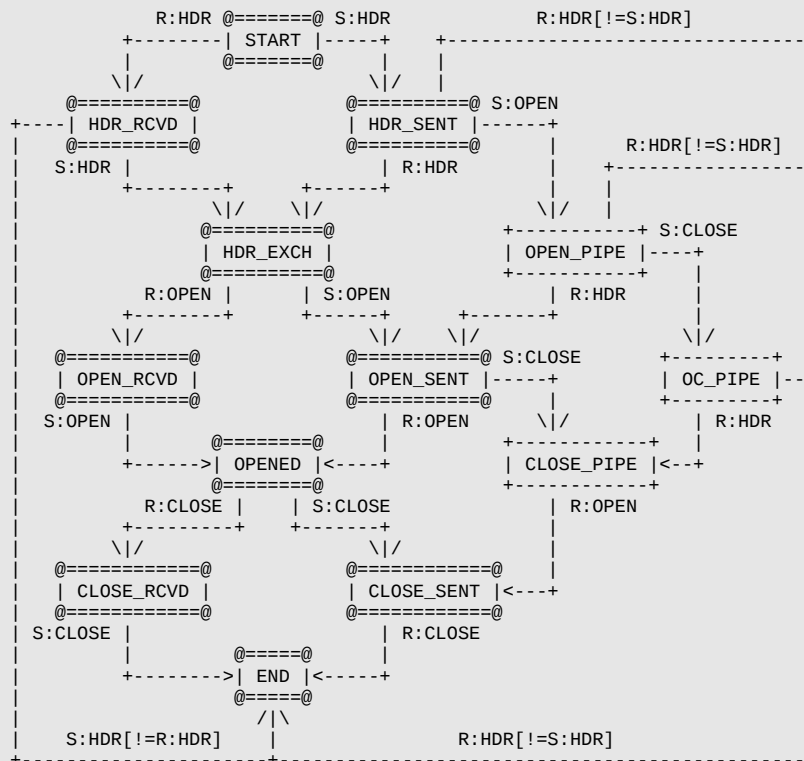 R:HDR @=======@ S:HDR R:HDR[!=S:HDR]
+--------| START |-----+ +--------------------------------
| @=======@ | |
\|/ \|/ |
@==========@ @==========@ S:OPEN
+----| HDR_RCVD | | HDR_SENT |------+
| @==========@ @==========@ | R:HDR[!=S:HDR]
| S:HDR | | R:HDR | +-----------------
| +--------+ +------+ | |
| \|/ \|/ \|/ |
| @==========@ +-----------+ S:CLOSE
| | HDR_EXCH | | OPEN_PIPE |----+
| @==========@ +-----------+ |
| R:OPEN | | S:OPEN | R:HDR |
| +--------+ +------+ +-------+ |
| \|/ \|/ \|/ \|/
| @===========@ @===========@ S:CLOSE +---------+
| | OPEN_RCVD | | OPEN_SENT |-----+ | OC_PIPE |--
| @===========@ @===========@ | +---------+
| S:OPEN | | R:OPEN \|/ | R:HDR
| | @========@ | +------------+ |
| +------>| OPENED |<----+ | CLOSE_PIPE |<--+
| @========@ +------------+
| R:CLOSE | | S:CLOSE | R:OPEN
| +---------+ +-------+ |
| \|/ \|/ |
| @============@ @============@ |
| | CLOSE_RCVD | | CLOSE_SENT |<----+
| @============@ @============@
| S:CLOSE | | R:CLOSE
| | @=====@ |
| +-------->| END |<-----+
| @=====@
| /|\
| S:HDR[!=R:HDR] | R:HDR[!=S:HDR]
+----------------------+-----------------------------------------------